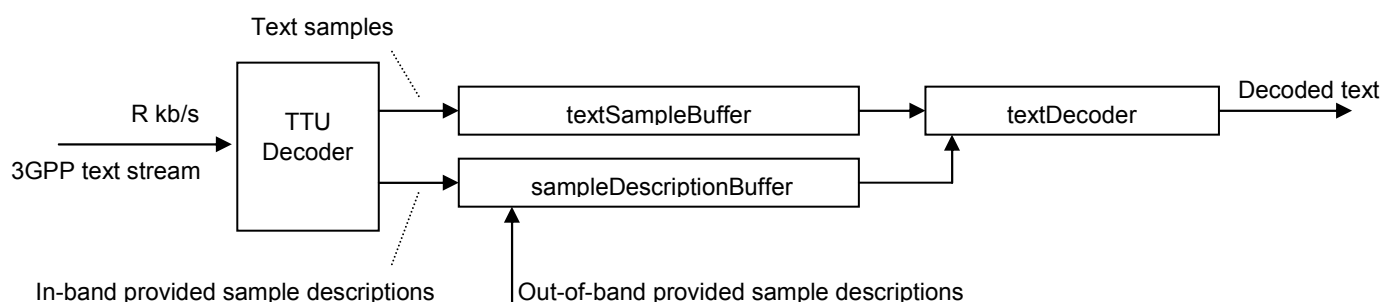 Text samples
Decoded text
R kb/s
3GPP text stream
TTU
Decoder
textSampleBuffer
textDecoder
sampleDescriptionBuffer
In-band provided sample descriptions
Out-of-band provided sample descriptions